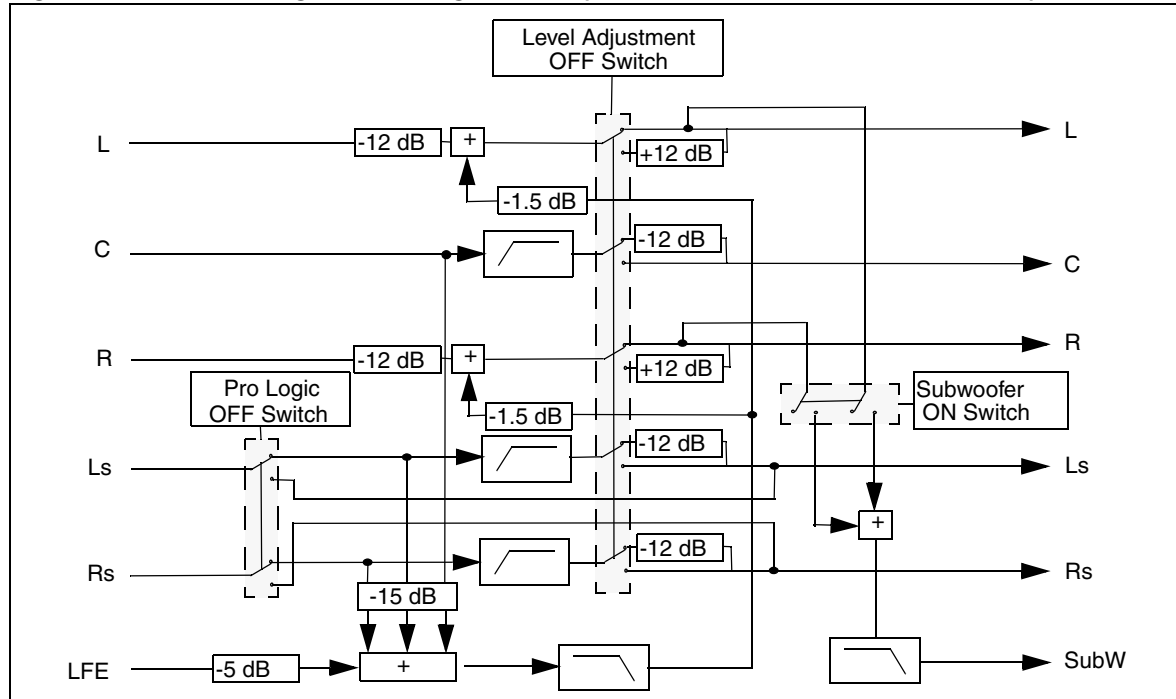 Level Adjustment
OFF Switch
L
-12 dB
+
L
+12 dB
-1.5 dB
C
-12 dB
C
R
-12 dB
+
R
+12 dB
Pro Logic
OFF Switch
Subwoofer
ON Switch
-1.5 dB
-12 dB
Ls
Ls
+
-12 dB
Rs
Rs
-15 dB
LFE
-5 dB
+
SubW